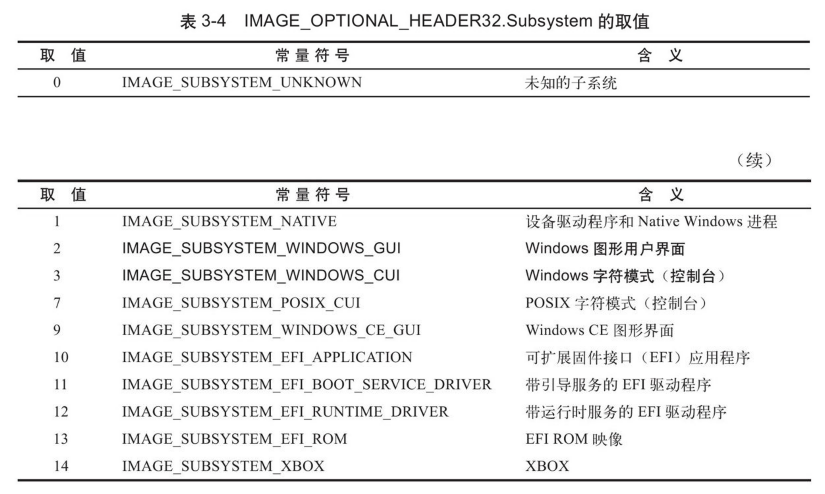 表 3-4 IMAGE_OPTIONAL_HEADER32.Subsystem 的取值
取 值 常 量 符 号 含 义
0 IMAGE_SUBSYSTEM_UNKNOWN 未知的子系统
（续）
取 值 常 量 符 号 含 义
1 IMAGE_SUBSYSTEM_NATIVE 设备驱动程序和 Native Windows 进程
2 IMAGE_SUBSYSTEM_WINDOWS_GUI Windows 图形用户界面
3 IMAGE_SUBSYSTEM_WINDOWS_CUI Windows 字符模式（控制台）
7 IMAGE_SUBSYSTEM_POSIX_CUI POSIX 字符模式（控制台）
9 IMAGE_SUBSYSTEM_WINDOWS_CE_GUI Windows CE 图形界面
10 IMAGE_SUBSYSTEM_EFI_APPLICATION 可扩展固件接口（EFI）应用程序
11 IMAGE_SUBSYSTEM_EFI_BOOT_SERVICE_DRIVER 带引导服务的 EFI 驱动程序
12 IMAGE_SUBSYSTEM_EFI_RUNTIME_DRIVER 带运行时服务的 EFI 驱动程序
13 IMAGE_SUBSYSTEM_EFI_ROM EFI ROM 映像
14 IMAGE_SUBSYSTEM_XBOX XBOX